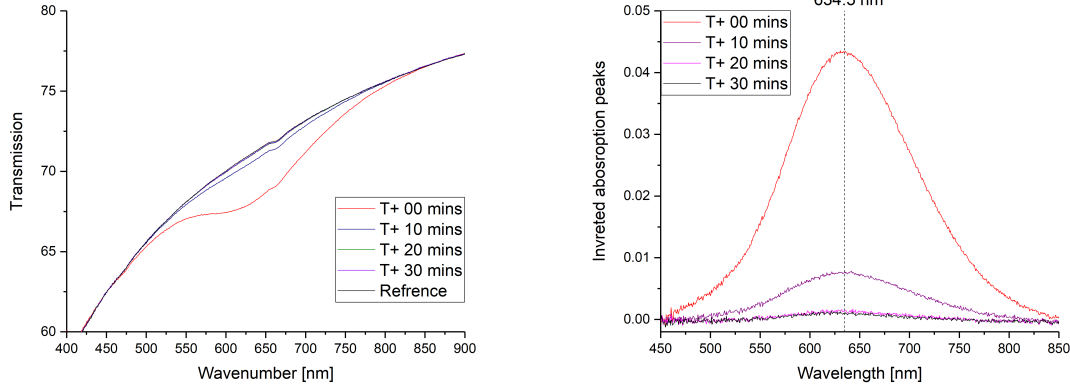 80
75
70
65
60
Transmission
400 450 500 550 600 650 700 750 800 850 900
Wavenumber [nm]
T+ 00 mins
T+ 10 mins
T+ 20 mins
T+ 30 mins
Refrence
634.5 nm
0.05
0.04
0.03
0.02
0.01
0.00
Invreted abosroption peaks
450 500 550 600 650 700 750 800 850
Wavelength [nm]
T+ 00 mins
T+ 10 mins
T+ 20 mins
T+ 30 mins